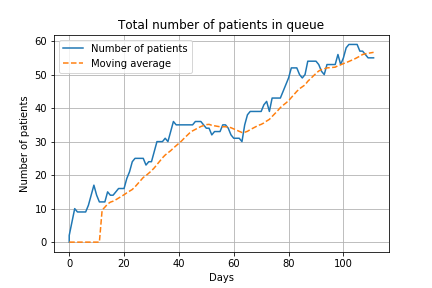 Total number of patients in queue
Number of patients
Moving average
60
50
40
30
20
10
0
Number of patients
0 20 40 60 80 100
Days